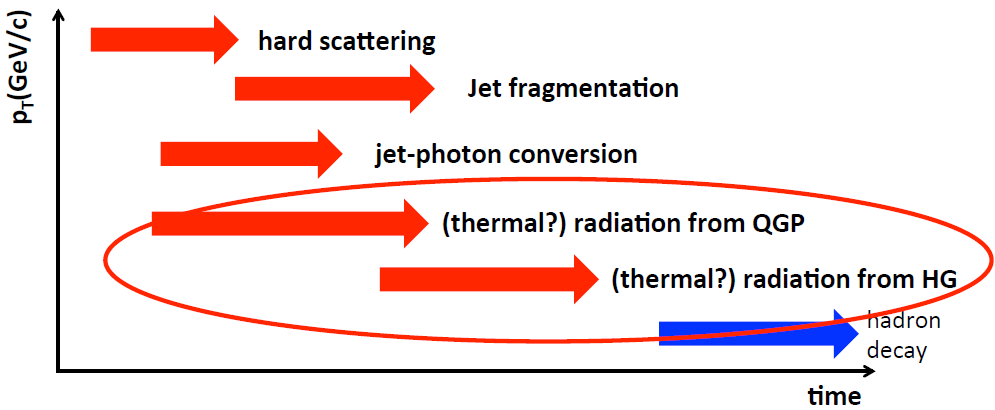 pT(GeV/c)
hard scattering
Jet fragmentation
jet-photon conversion
(thermal?) radiation from QGP
(thermal?) radiation from HG
hadron
decay
time